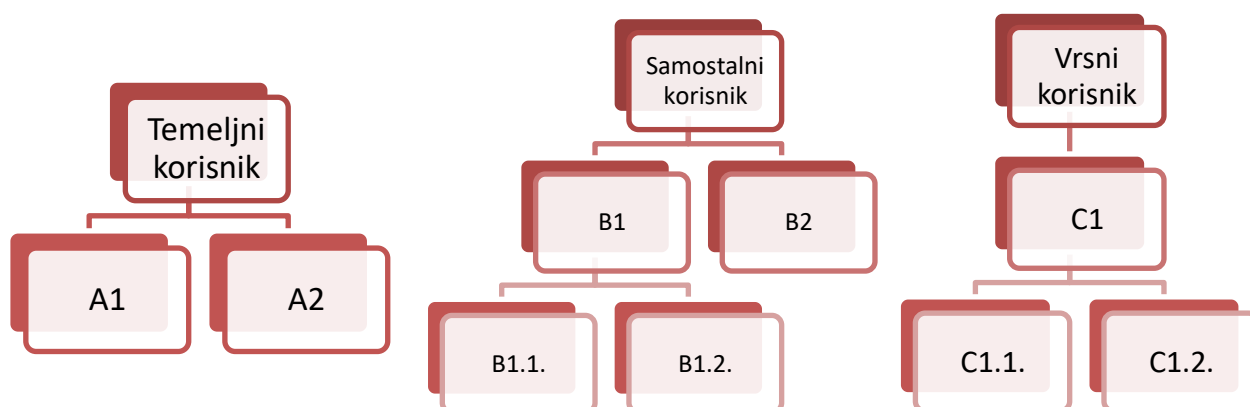 Temeljni
korisnik
A1
A2
Samostalni
korisnik
B1
B2
B1.1.
B1.2.
Vrsni
korisnik
C1
C1.1.
C1.2.